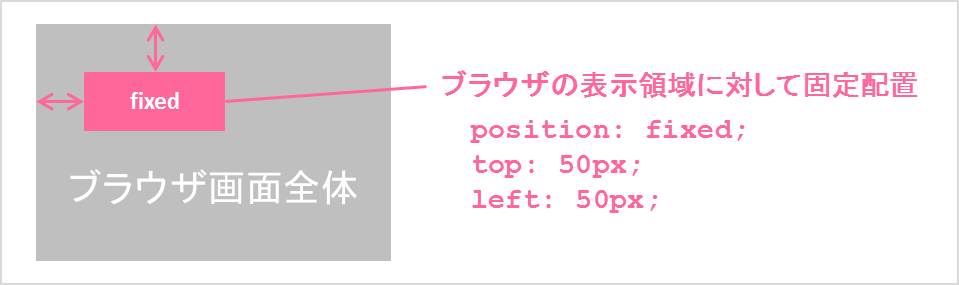 fixed
ブラウザ画面全体
ブラウザの表示領域に対して固定配置
position: fixed;
top: 50px;
left: 50px;